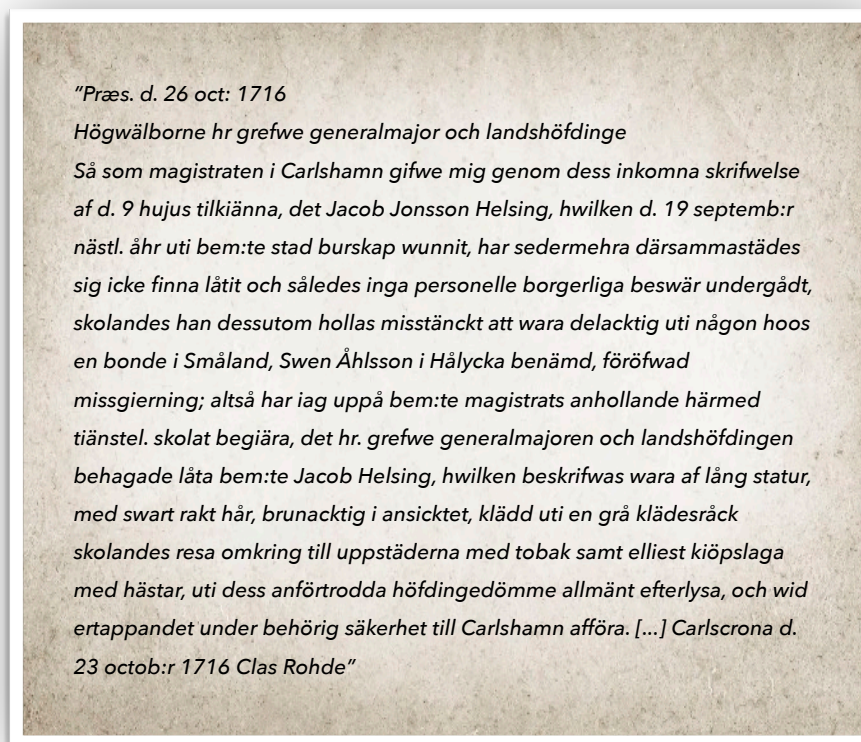 "Præs. d. 26 oct: 1716
Högwälborne hr grefwe generalmajor och landshöfdinge
Så som magistraten i Carlshamn gifwe mig genom dess inkomna skrifwelse
af d. 9 hujus tilkiänna, det Jacob Jonsson Helsing, hwilken d. 19 septemb:r
nästl. åhr uti bem:te stad burskap wunnit, har sedermehra därsammastädes
sig icke finna låtit och således inga personelle borgerliga beswär undergådt,
skolandes han dessutom hollas misstänckt att wara delacktig uti någon hoos
en bonde i Småland, Swen Åhlsson i Hålycka benämd, föröfwad
missgierning; altså har iag uppå bem:te magistrats anhollande härmed
tiänstel. skolat begiära, det hr. grefwe generalmajoren och landshöfdingen
behagade låta bem:te Jacob Helsing, hwilken beskrifwas wara af lång statur,
med swart rakt hår, brunacktig i ansicktet, klädd uti en grå klädesråck
skolandes resa omkring till uppstäderna med tobak samt elliest kiöpslaga
med hästar, uti dess anförtrodda höfdingedömme allmänt efterlysa, och wid
ertappandet under behörig säkerhet till Carlshamn afföra. [...] Carlscrona d.
23 octob:r 1716 Clas Rohde"